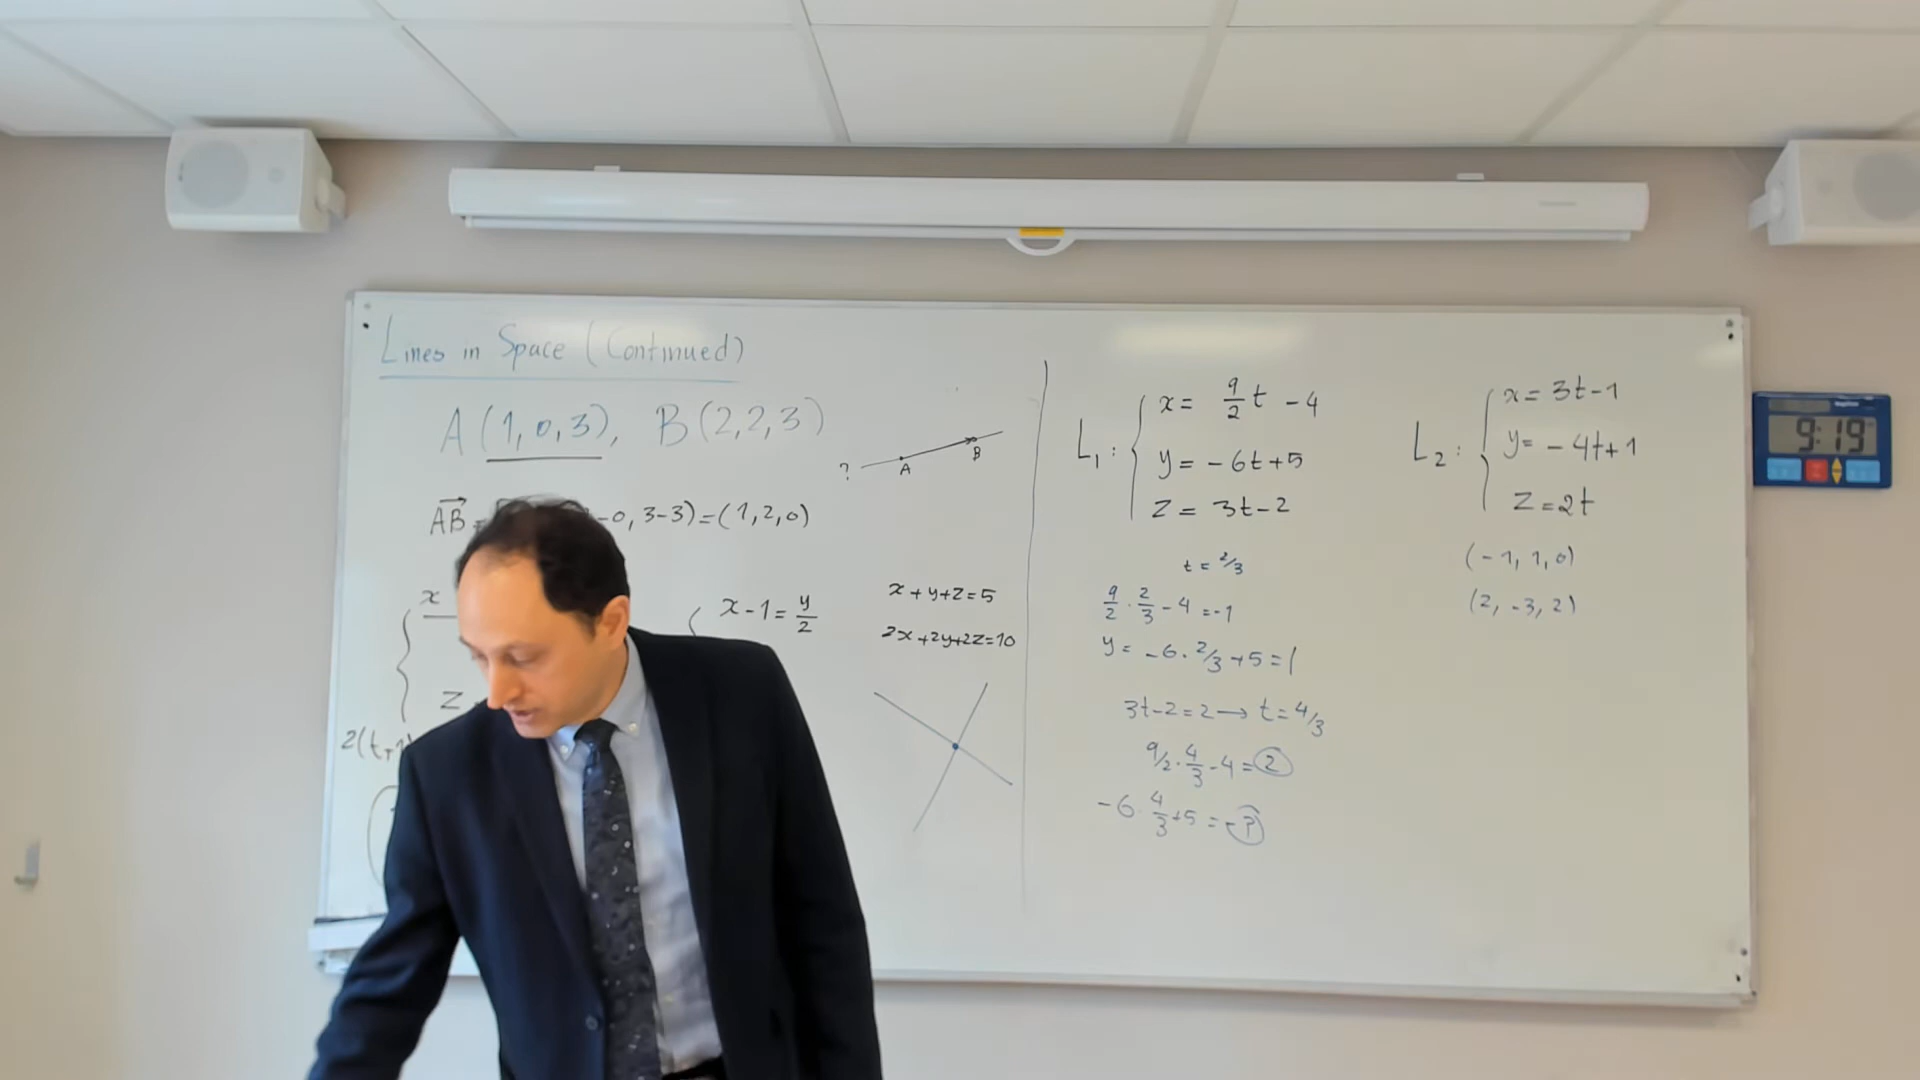 Lines in Space (Continued)
A (1, 0, 3), B (2,2,3)
? A B
AB = -0, 3-3) = (1, 2, 0)
x
z
2(t+1)
x-1 = y/2
x + y + z = 5
2x + 2y + 2z = 10
L₁ :
x = 9/2 t - 4
y = - 6t + 5
z = 3t - 2
t = 2/3
9/2 · 2/3 - 4 = -1
y = -6 · 2/3 + 5 = 1
3t - 2 = 2 → t = 4/3
9/2 · 4/3 - 4 = 2
-6 · 4/3 + 5 =
L₂ :
x = 3t - 1
y = - 4t + 1
z = 2t
(-1, 1, 0)
(2, -3, 2)
9:19